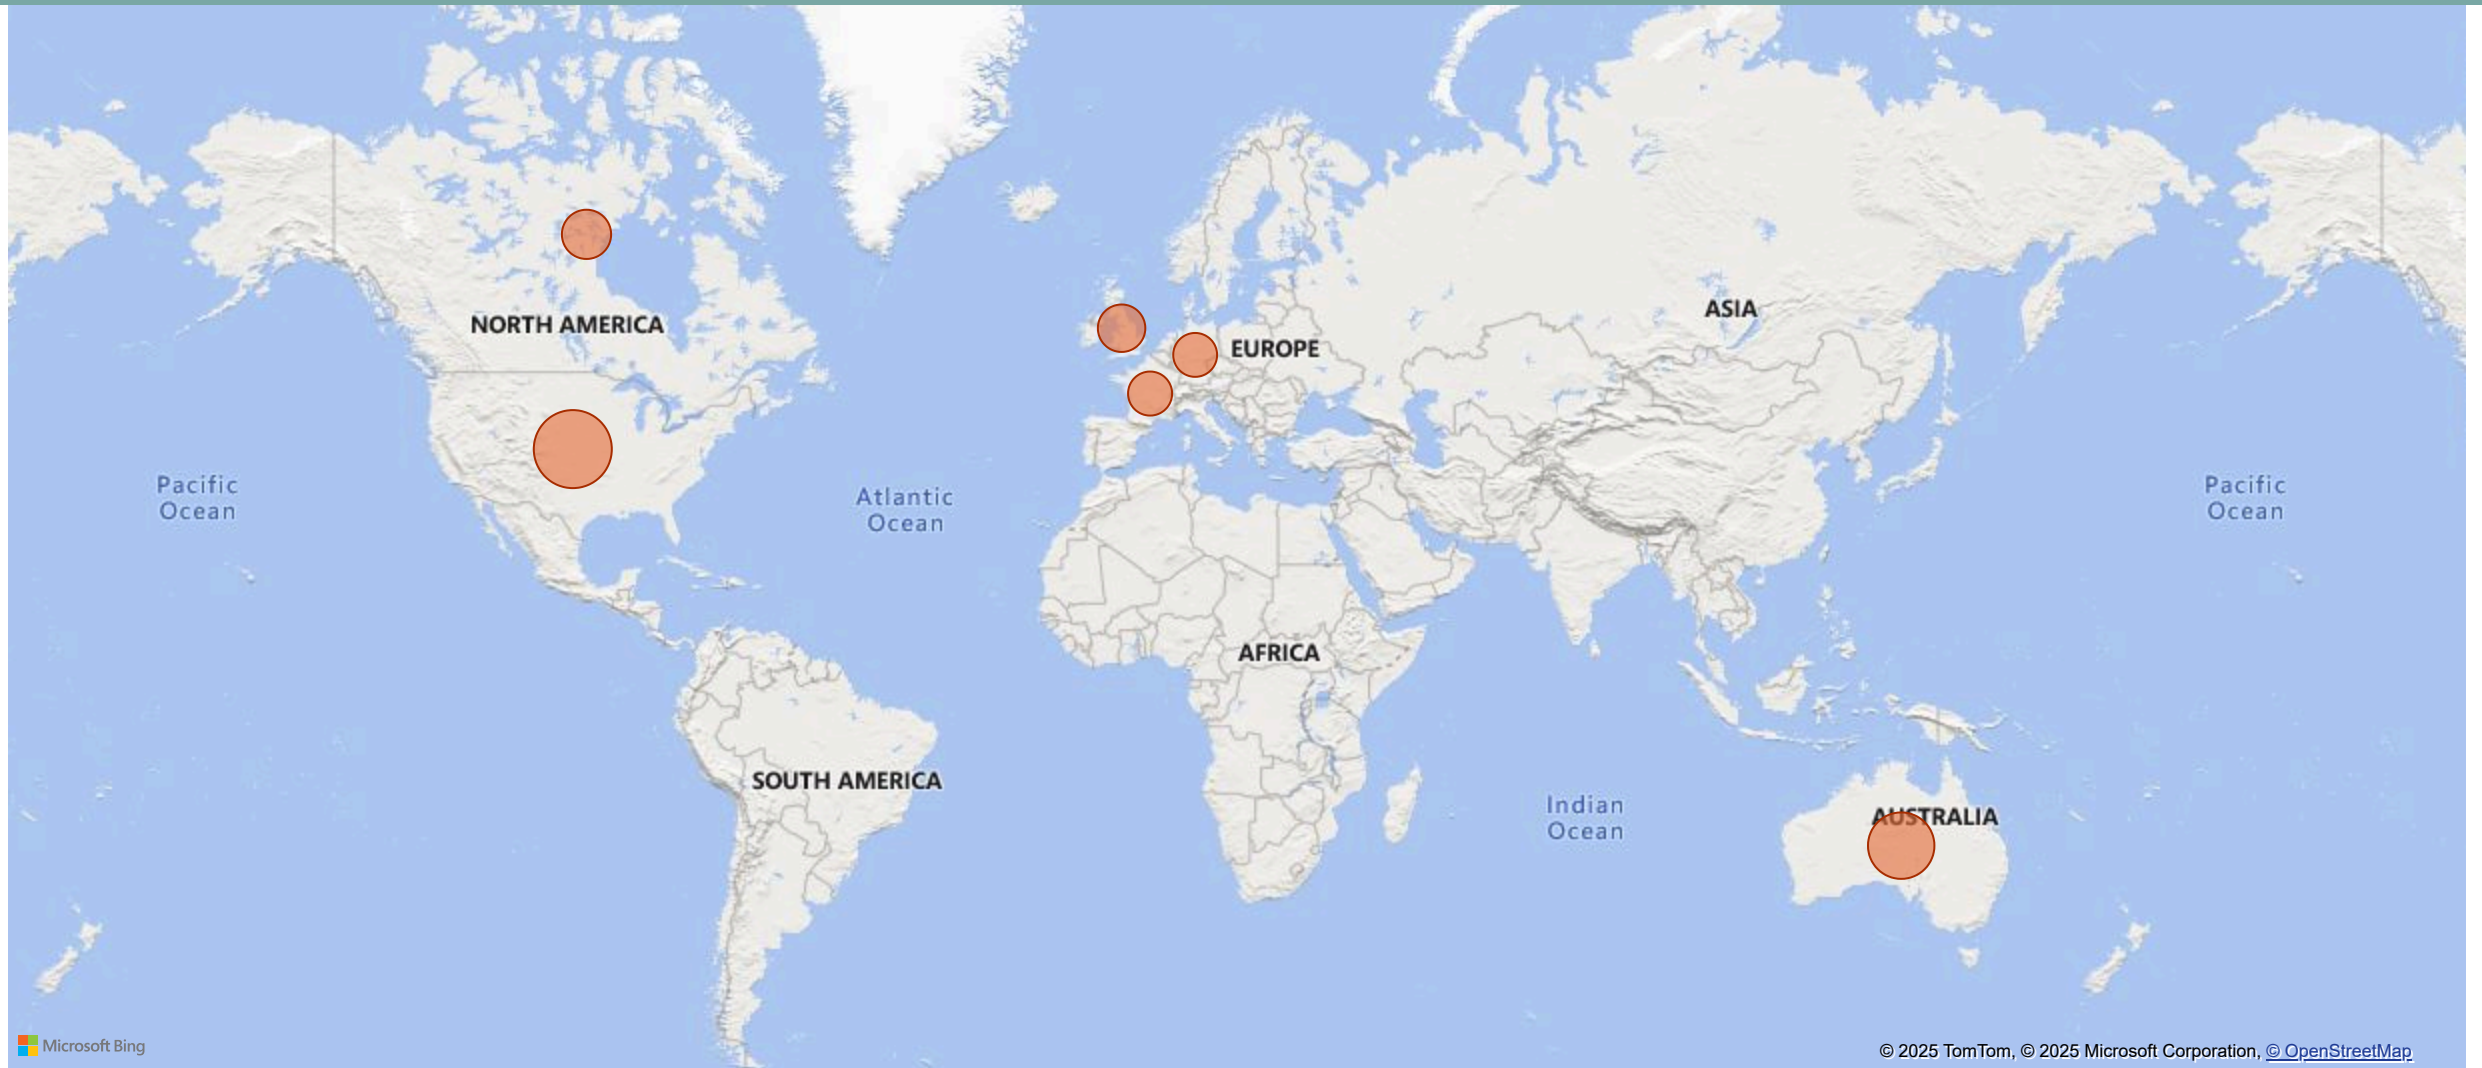 ASIA
NORTH AMERICA
EUROPE
Pacific
Ocean
Atlantic
Ocean
Pacific
Ocean
AFRICA
SOUTH AMERICA
Indian
Ocean
AUSTRALIA
Microsoft Bing
© 2025 TomTom, © 2025 Microsoft Corporation, © OpenStreetMap